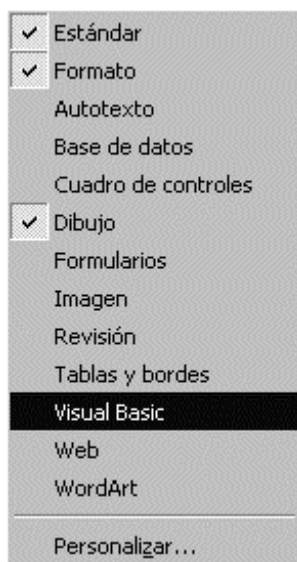 Estándar
Formato
Autotexto
Base de datos
Cuadro de controles
Dibujo
Formularios
Imagen
Revisión
Tablas y bordes
Visual Basic
Web
WordArt
Personalizar...